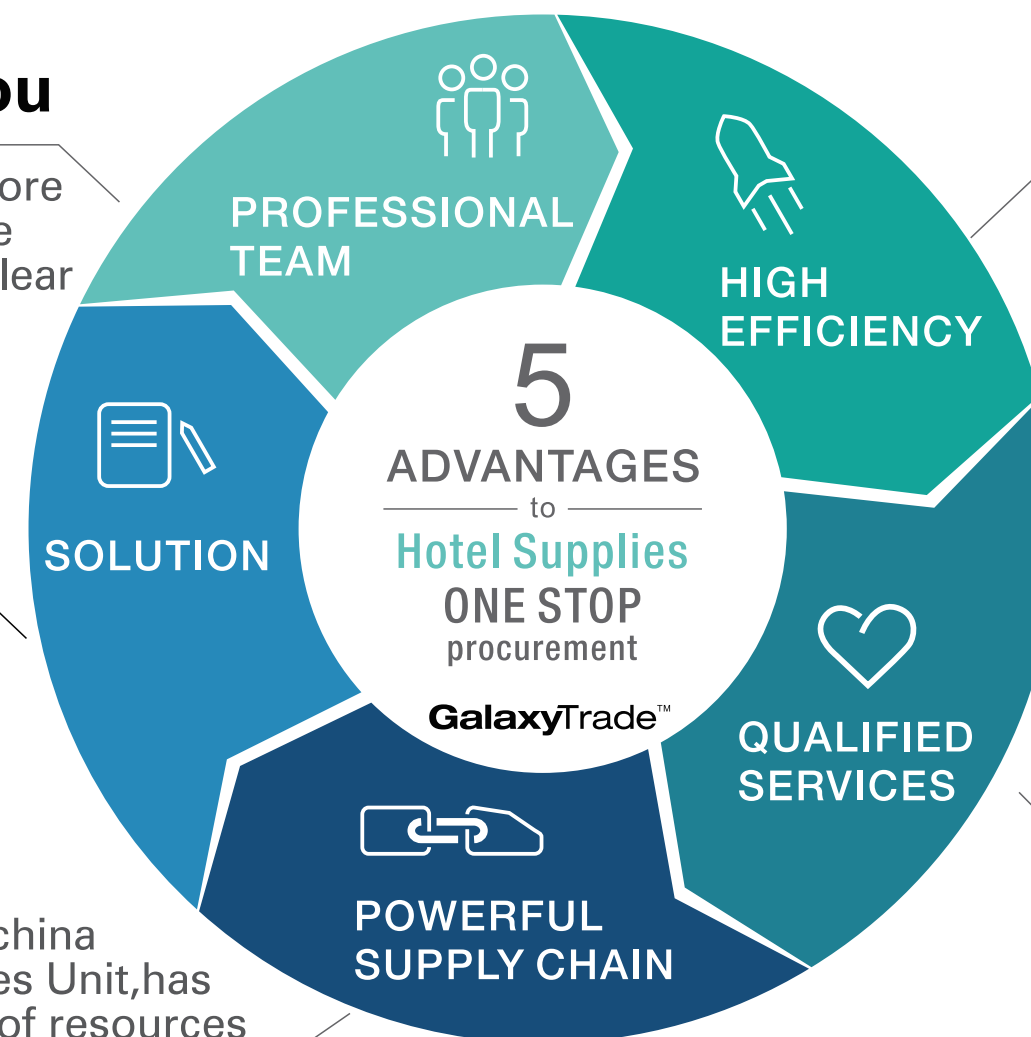 ou
ore
e
lear
PROFESSIONAL
TEAM
HIGH
EFFICIENCY
5
ADVANTAGES
to
Hotel Supplies
ONE STOP
procurement
GalaxyTrade™
SOLUTION
QUALIFIED
SERVICES
POWERFUL
SUPPLY CHAIN
china
es Unit,has
of resources